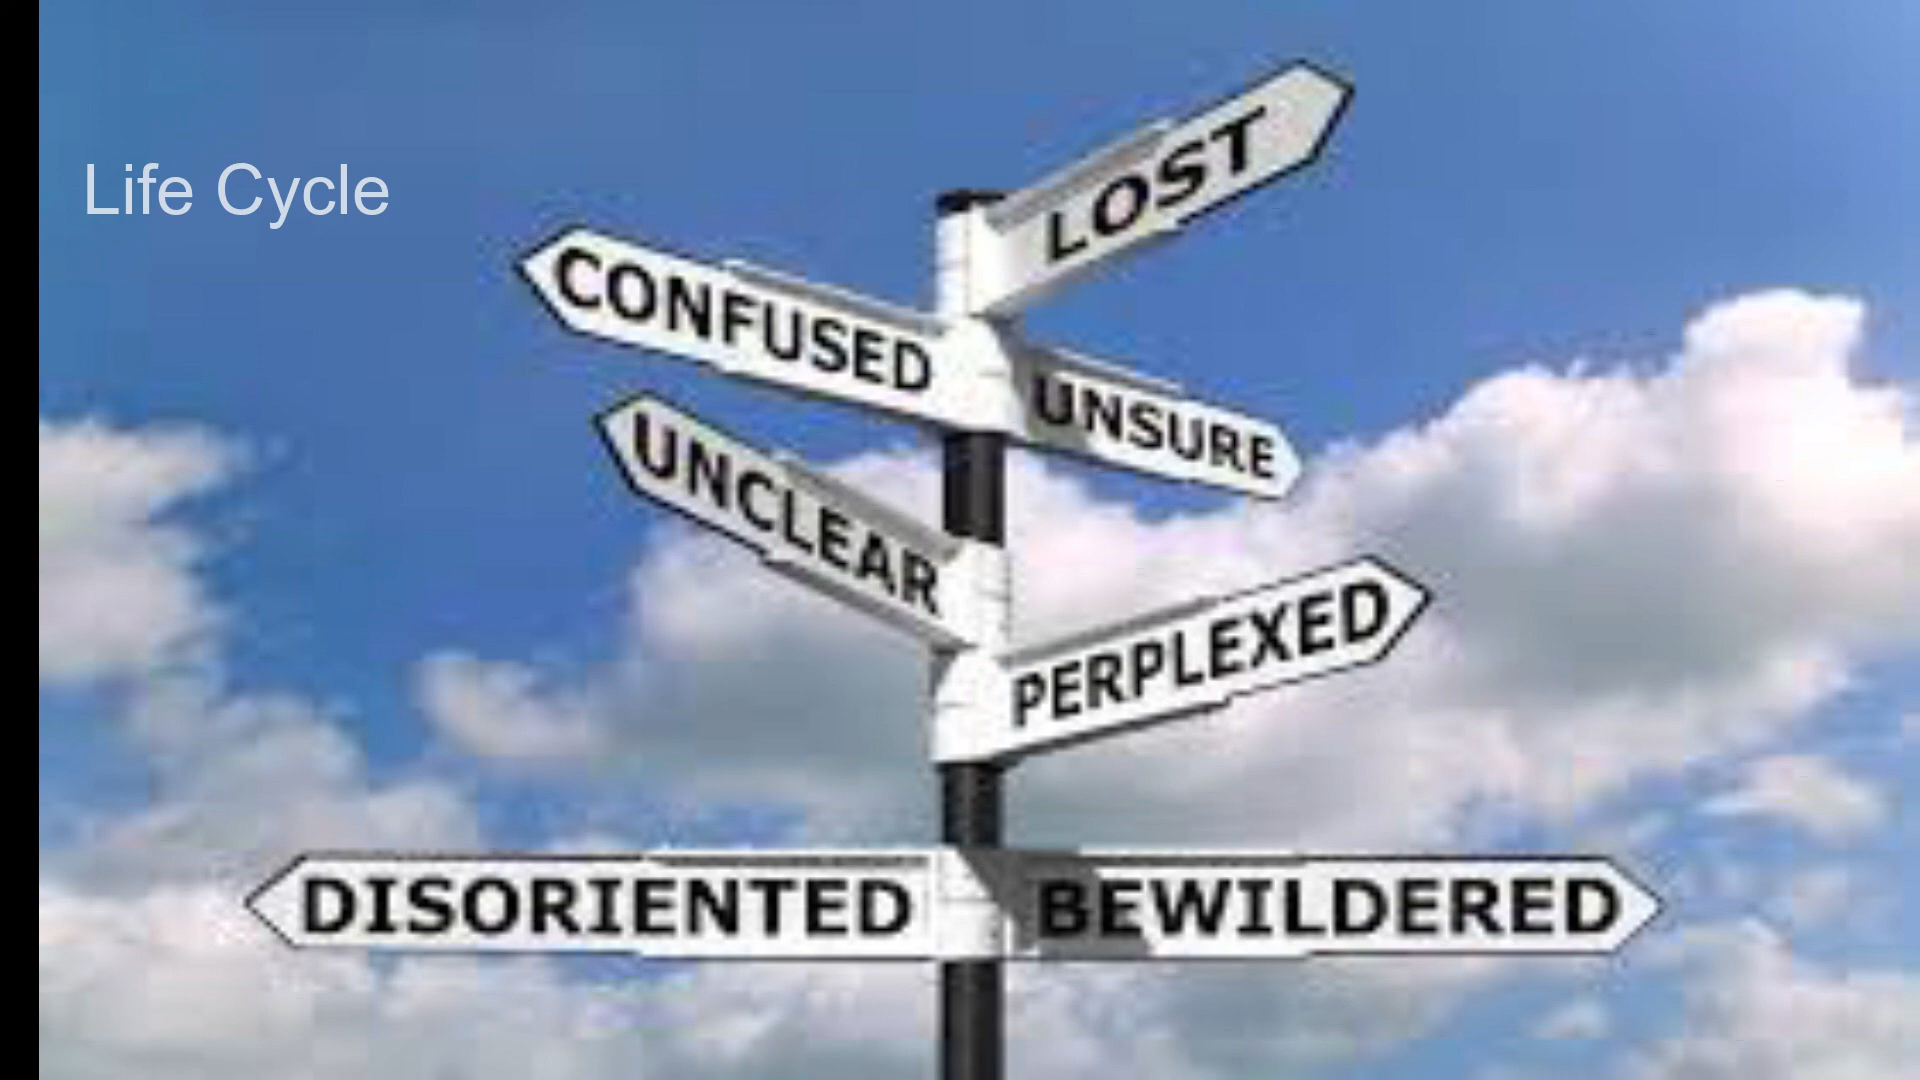 Life Cycle
LOST
CONFUSED
UNSURE
UNCLEAR
PERPLEXED
DISORIENTED
BEWILDERED